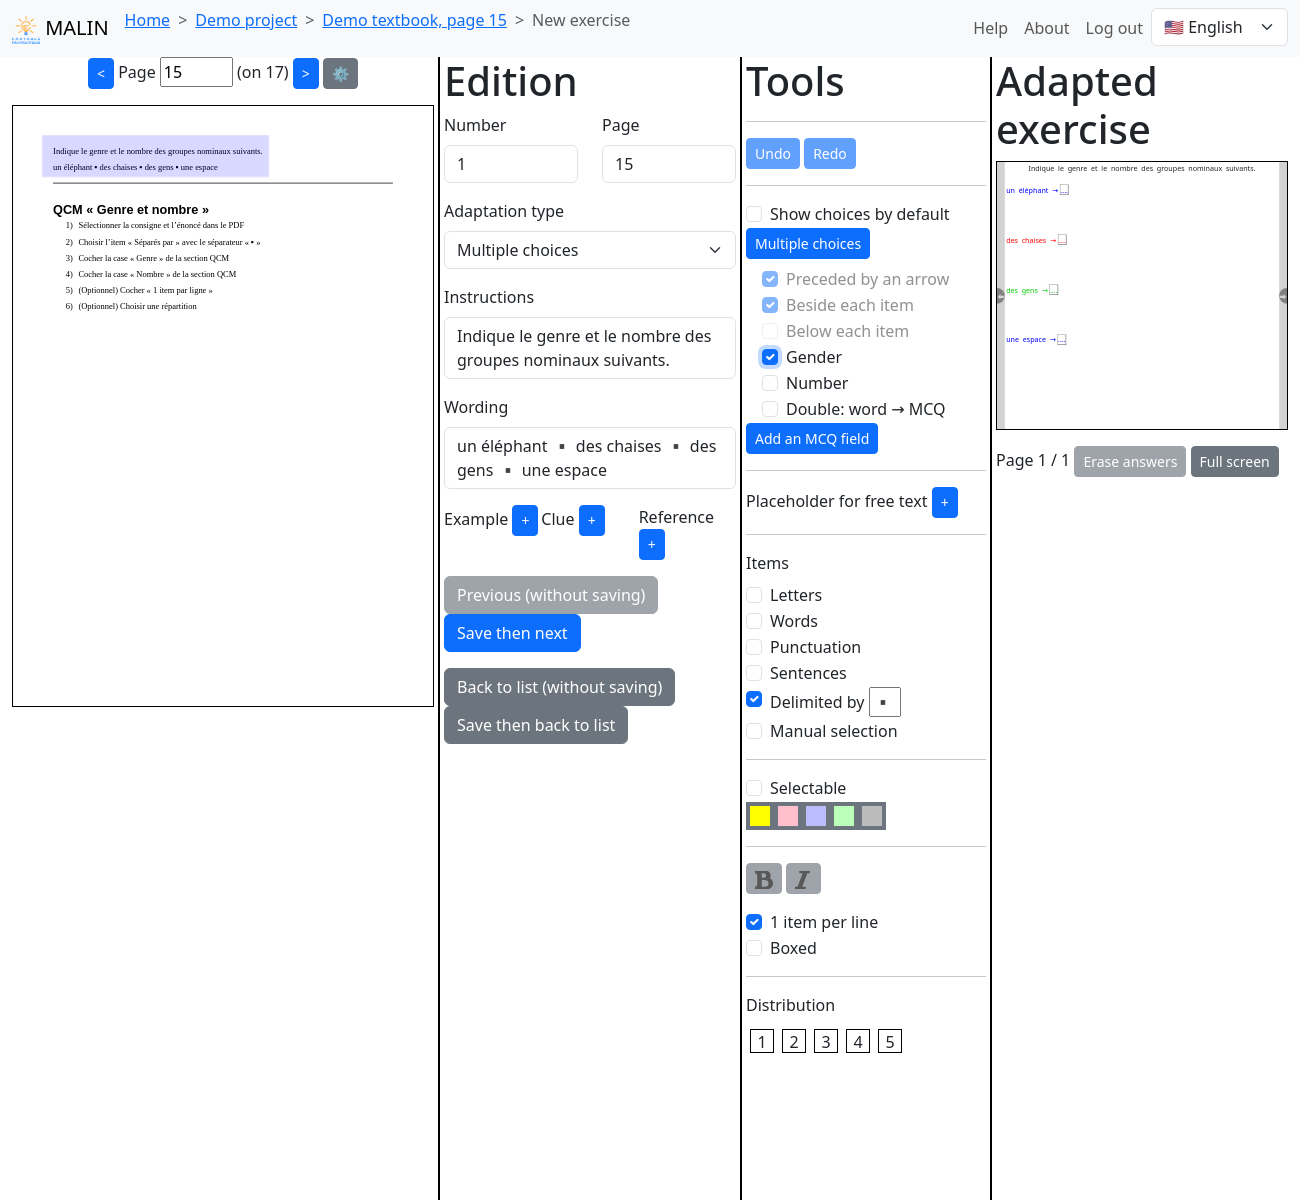 MALIN Home > Demo project > Demo textbook, page 15 > New exercise Help About Log out 🇺🇸 English
< Page 15 (on 17) > ⚙️
Indique le genre et le nombre des groupes nominaux suivants.
un éléphant ▪ des chaises ▪ des gens ▪ une espace
QCM « Genre et nombre »
1) Sélectionner la consigne et l’énoncé dans le PDF
2) Choisir l’item « Séparés par » avec le séparateur « ▪ »
3) Cocher la case « Genre » de la section QCM
4) Cocher la case « Nombre » de la section QCM
5) (Optionnel) Cocher « 1 item par ligne »
6) (Optionnel) Choisir une répartition
Edition
Number Page
1 15
Adaptation type
Multiple choices
Instructions
Indique le genre et le nombre des
groupes nominaux suivants.
Wording
un éléphant ▪ des chaises ▪ des
gens ▪ une espace
Example + Clue + Reference
+
Previous (without saving)
Save then next
Back to list (without saving)
Save then back to list
Tools
Undo Redo
Show choices by default
Multiple choices
Preceded by an arrow
Beside each item
Below each item
Gender
Number
Double: word → MCQ
Add an MCQ field
Placeholder for free text +
Items
Letters
Words
Punctuation
Sentences
Delimited by ▪
Manual selection
Selectable
B I
1 item per line
Boxed
Distribution
1 2 3 4 5
Adapted
exercise
Indique le genre et le nombre des groupes nominaux suivants.
un éléphant → ...
des chaises → ...
des gens → ...
une espace → ...
Page 1 / 1 Erase answers Full screen